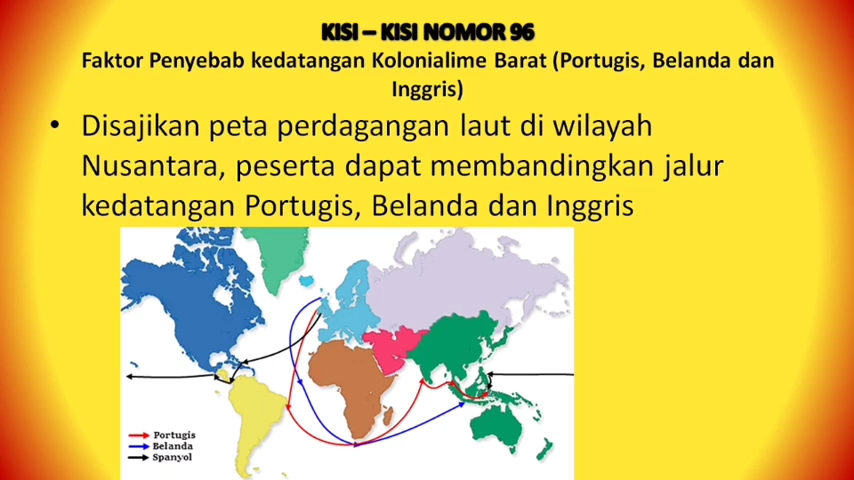 KISI – KISI NOMOR 96
Faktor Penyebab kedatangan Kolonialime Barat (Portugis, Belanda dan
Inggris)
• Disajikan peta perdagangan laut di wilayah
Nusantara, peserta dapat membandingkan jalur
kedatangan Portugis, Belanda dan Inggris
Portugis
Belanda
Spanyol